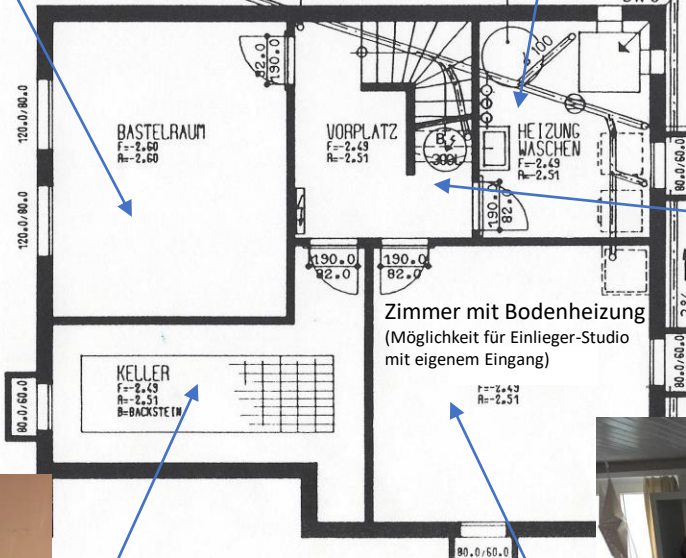 82.0
190.0
100
120.0/80.0
BASTELRAUM
F=-2.60
R=-2.60
VORPLATZ
F=-2.49
R=-2.51
HEIZUNG
WASCHEN
F=-2.49
R=-2.51
80.0/60.0
120.0/80.0
190.0
82.0
190.0
82.0
190.0
82.0
Zimmer mit Bodenheizung
(Möglichkeit für Einlieger-Studio
mit eigenem Eingang)
F=-2.49
R=-2.51
80.0/60.0
KELLER
F=-2.49
R=-2.51
B=BACKSTEIN
80.0/60.0
80.0/60.0